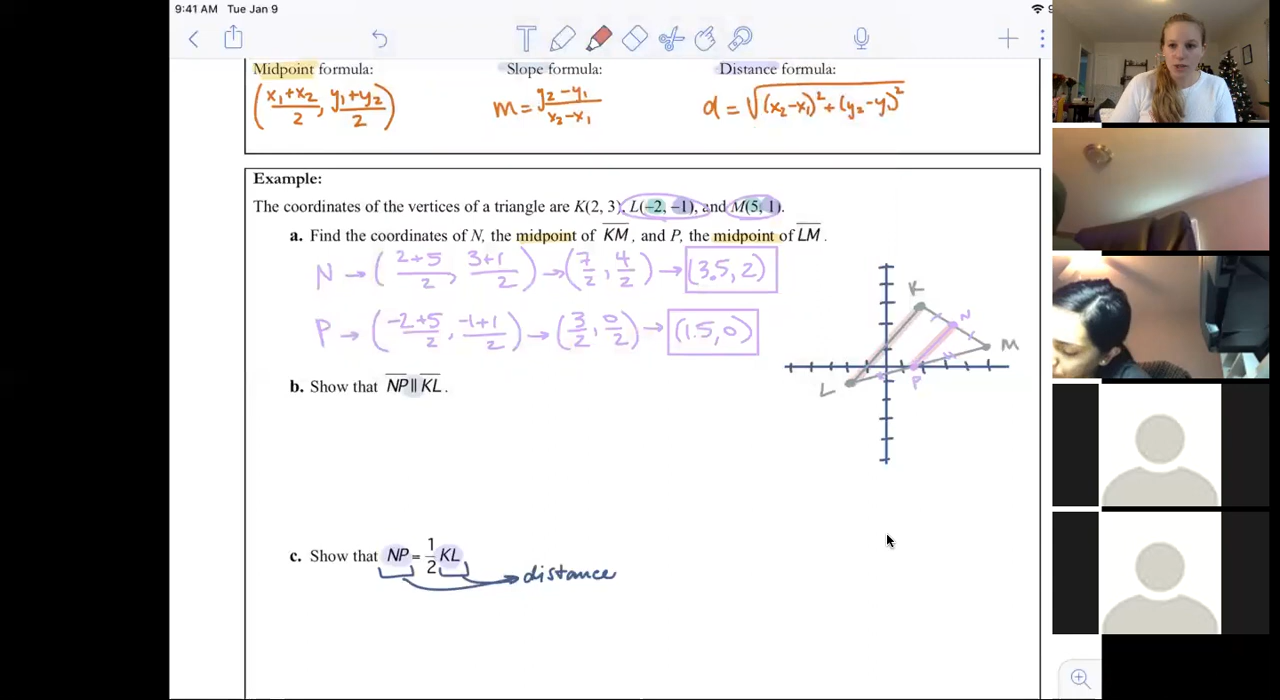 9:41 AM Tue Jan 9
Midpoint formula: Slope formula: Distance formula:
(x₁+x₂/2, y₁+y₂/2) m = y₂-y₁/x₂-x₁ d = √(x₂-x₁)²+(y₂-y₁)²
Example:
The coordinates of the vertices of a triangle are K(2, 3), L(−2, −1), and M(5, 1).
a. Find the coordinates of N, the midpoint of KM, and P, the midpoint of LM.
N → (2+5/2, 3+1/2) → (7/2, 4/2) → (3.5, 2)
P → (-2+5/2, -1+1/2) → (3/2, 0/2) → (1.5, 0)
K
N
M
L
P
b. Show that NP || KL.
c. Show that NP = 1/2 KL
→ distance